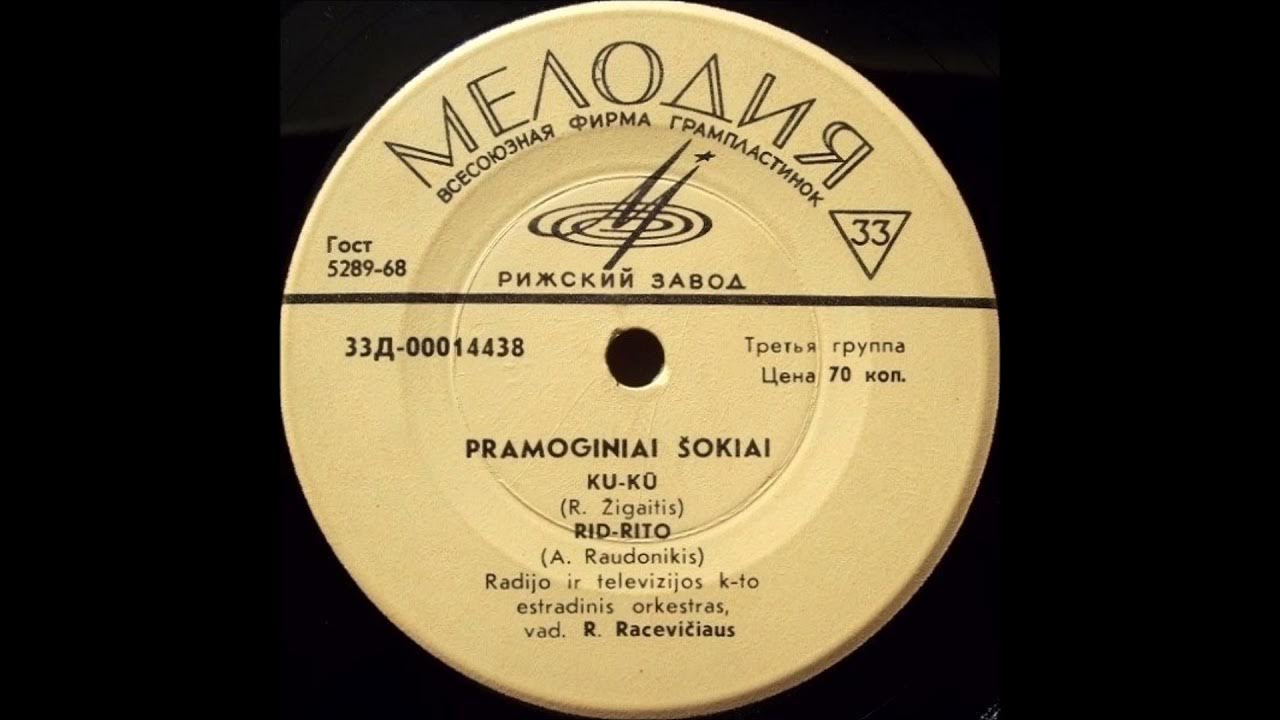 МЕЛОДИЯ
ВСЕСОЮЗНАЯ ФИРМА ГРАМПЛАСТИНОК
33
Гост
5289-68
РИЖСКИЙ ЗАВОД
33Д-00014438
Третья группа
Цена 70 коп.
PRAMOGINIAI ŠOKIAI
KU-KŪ
(R. Žigaitis)
RID-RITO
(A. Raudonikis)
Radijo ir televizijos k-to
estradinis orkestras,
vad. R. Racevičiaus